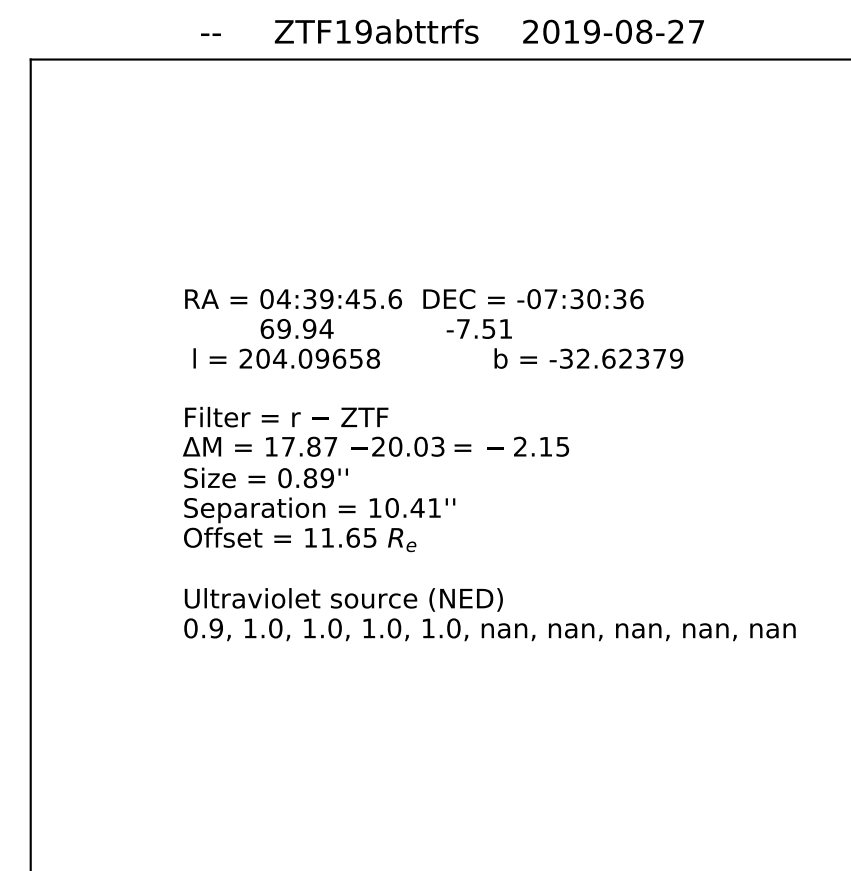 --   ZTF19abttrfs   2019-08-27
RA = 04:39:45.6 DEC = -07:30:36
69.94   -7.51
l = 204.09658   b = -32.62379
Filter = r − ZTF
ΔM = 17.87 −20.03 = − 2.15
Size = 0.89''
Separation = 10.41''
Offset = 11.65 Re
Ultraviolet source (NED)
0.9, 1.0, 1.0, 1.0, 1.0, nan, nan, nan, nan, nan